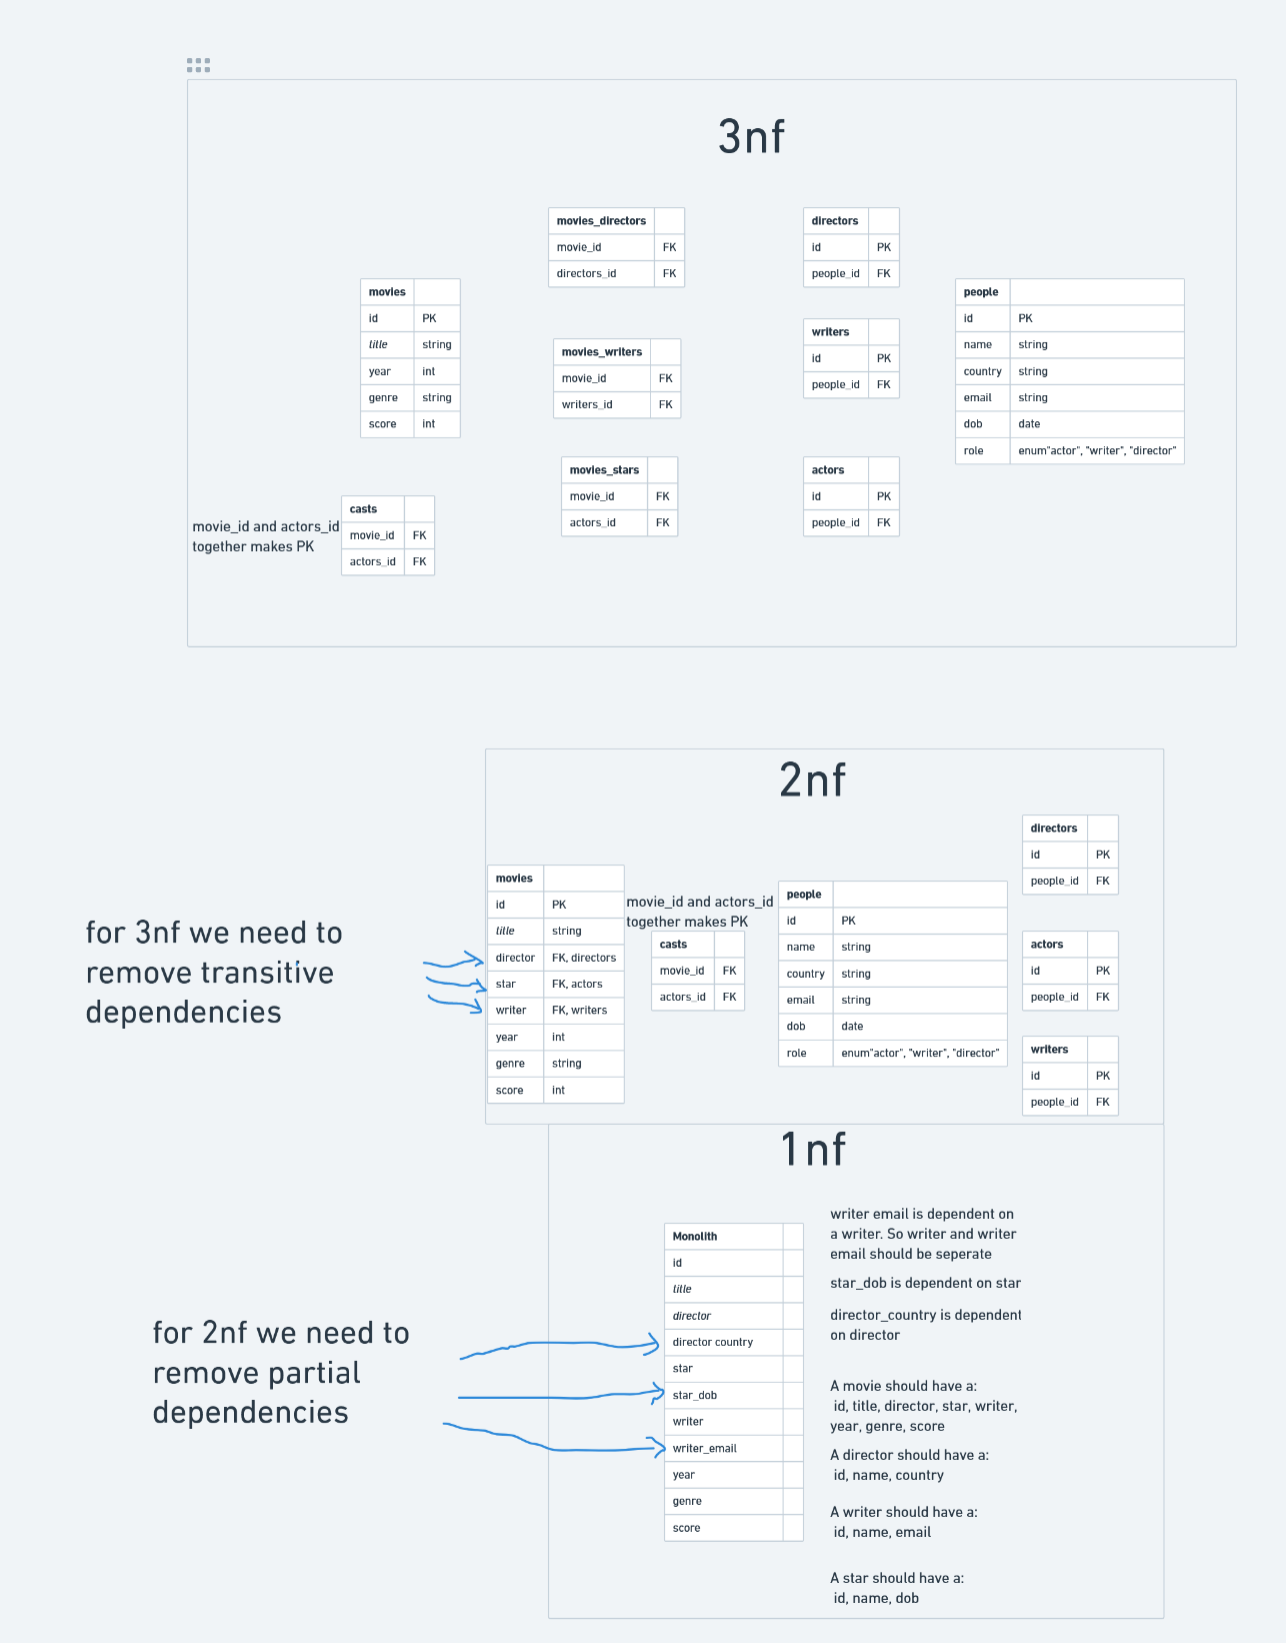 3nf
movies_directors
movie_id FK
directors_id FK
directors
id PK
people_id FK
movies
id PK
title string
year int
genre string
score int
people
id PK
name string
country string
email string
dob date
role enum"actor", "writer", "director"
movies_writers
movie_id FK
writers_id FK
writers
id PK
people_id FK
movies_stars
movie_id FK
actors_id FK
actors
id PK
people_id FK
movie_id and actors_id
together makes PK
casts
movie_id FK
actors_id FK
2nf
directors
id PK
people_id FK
movies
id PK
title string
director FK, directors
star FK, actors
writer FK, writers
year int
genre string
score int
movie_id and actors_id
together makes PK
casts
movie_id FK
actors_id FK
people
id PK
name string
country string
email string
dob date
role enum"actor", "writer", "director"
actors
id PK
people_id FK
writers
id PK
people_id FK
for 3nf we need to
remove transitive
dependencies
1nf
Monolith
id
title
director
director country
star
star_dob
writer
writer_email
year
genre
score
writer email is dependent on
a writer. So writer and writer
email should be seperate
star_dob is dependent on star
director_country is dependent
on director
A movie should have a:
id, title, director, star, writer,
year, genre, score
A director should have a:
id, name, country
A writer should have a:
id, name, email
A star should have a:
id, name, dob
for 2nf we need to
remove partial
dependencies